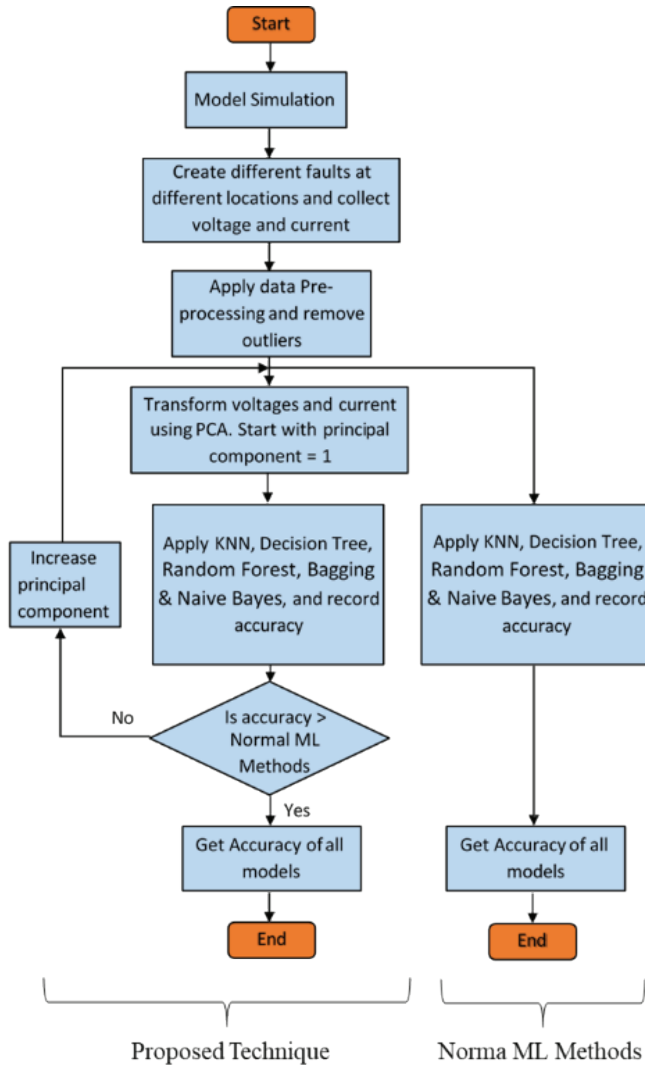 Start
Model Simulation
Create different faults at
different locations and collect
voltage and current
Apply data Pre-
processing and remove
outliers
Transform voltages and current
using PCA. Start with principal
component = 1
Increase
principal
component
Apply KNN, Decision Tree,
Random Forest, Bagging
& Naive Bayes, and record
accuracy
Apply KNN, Decision Tree,
Random Forest, Bagging
& Naive Bayes, and record
accuracy
No
Is accuracy >
Normal ML
Methods
Yes
Get Accuracy of all
models
Get Accuracy of all
models
End
End
Proposed Technique
Norma ML Methods